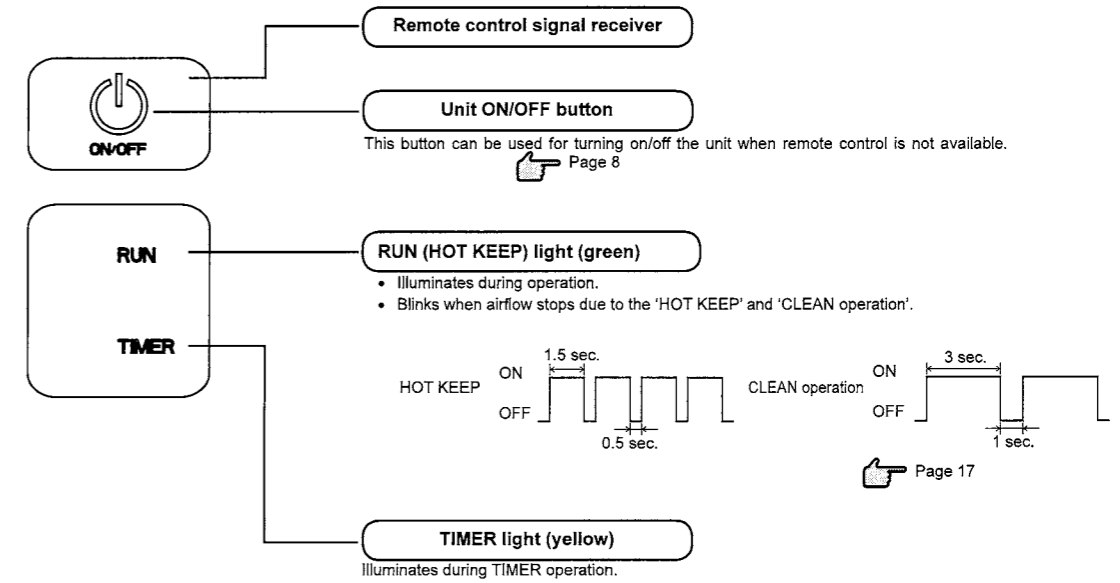 Remote control signal receiver
Unit ON/OFF button
ON/OFF
This button can be used for turning on/off the unit when remote control is not available.
Page 8
RUN
RUN (HOT KEEP) light (green)
• Illuminates during operation.
• Blinks when airflow stops due to the 'HOT KEEP' and 'CLEAN operation'.
TIMER
1.5 sec.
HOT KEEP
ON
OFF
0.5 sec.
3 sec.
CLEAN operation
ON
OFF
1 sec.
Page 17
TIMER light (yellow)
Illuminates during TIMER operation.